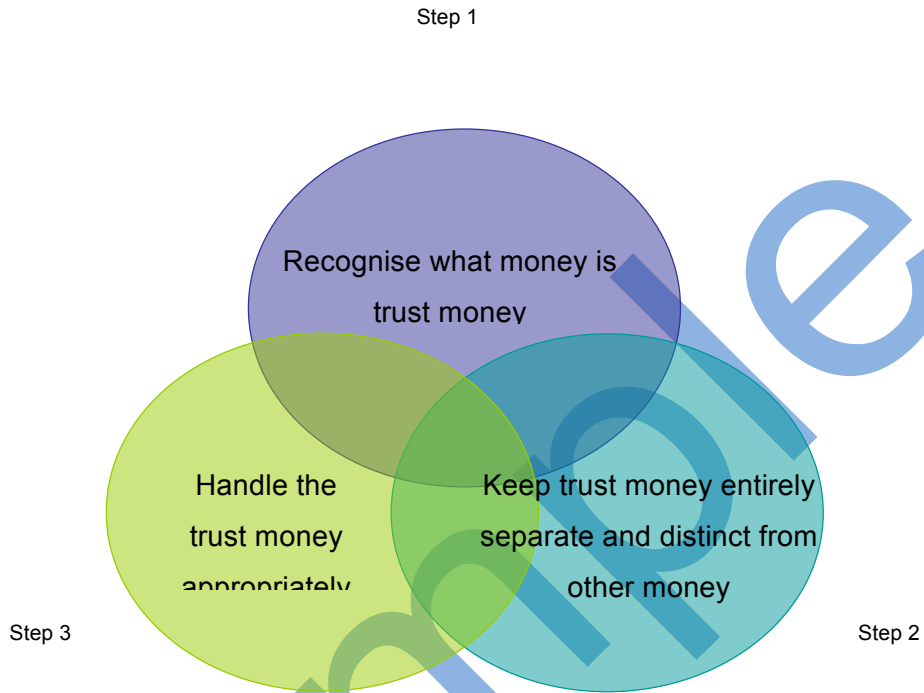 Step 1
Recognise what money is
trust money
Handle the
trust money
appropriately
Keep trust money entirely
separate and distinct from
other money
Step 3
Step 2